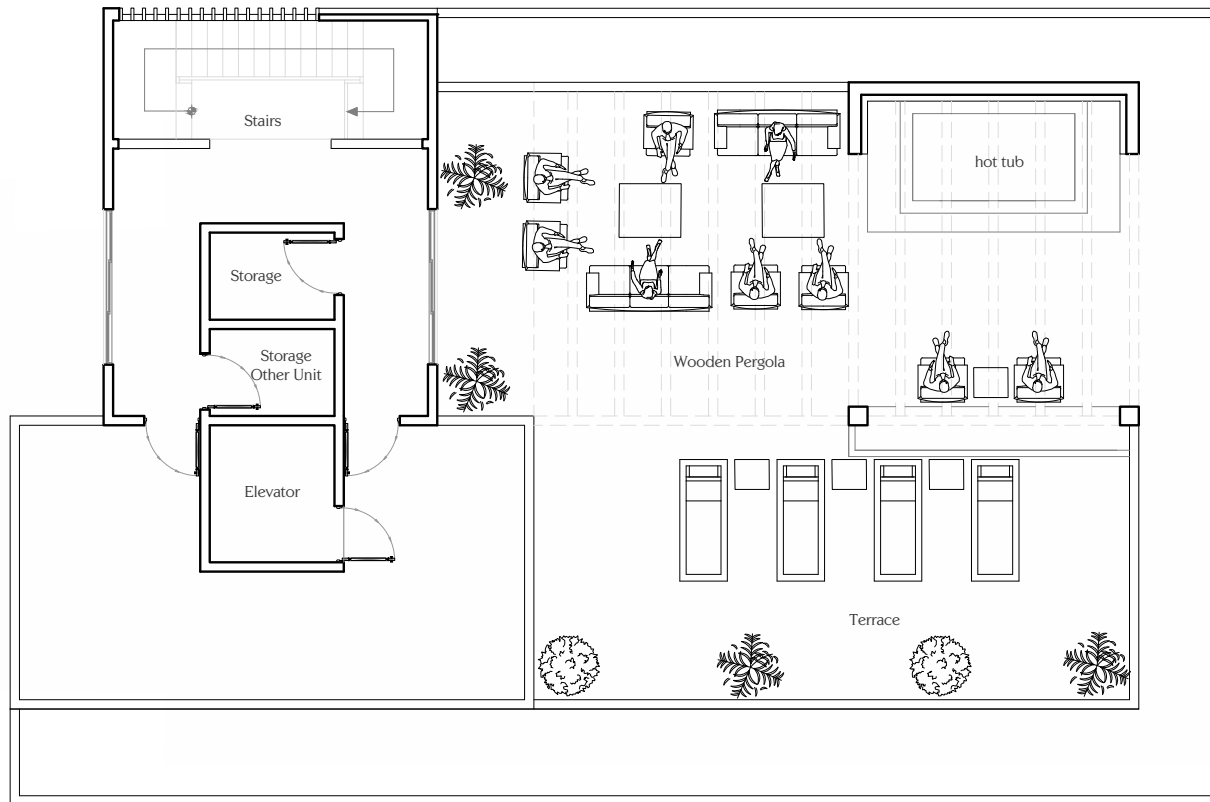 Stairs
hot tub
Storage
Storage
Other Unit
Wooden Pergola
Elevator
Terrace